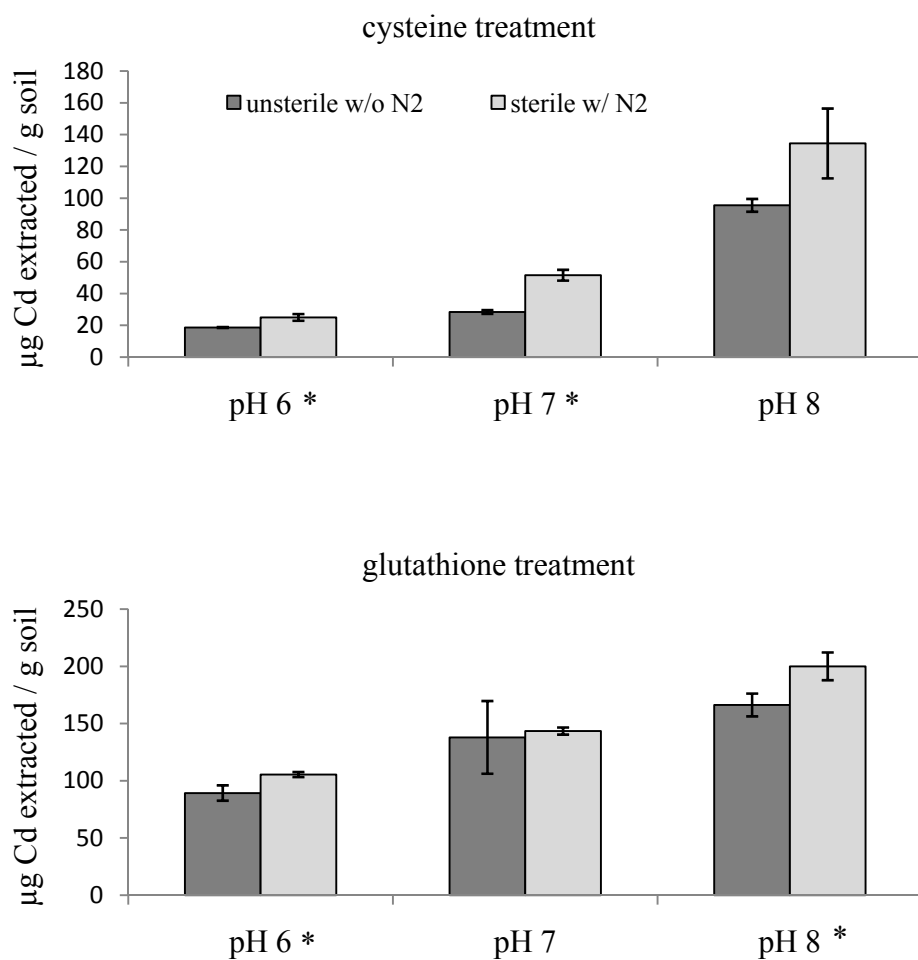 cysteine treatment
µg Cd extracted / g soil
180
160
140
120
100
80
60
40
20
0
unsterile w/o N2
sterile w/ N2
pH 6 *
pH 7 *
pH 8
glutathione treatment
µg Cd extracted / g soil
250
200
150
100
50
0
pH 6 *
pH 7
pH 8 *